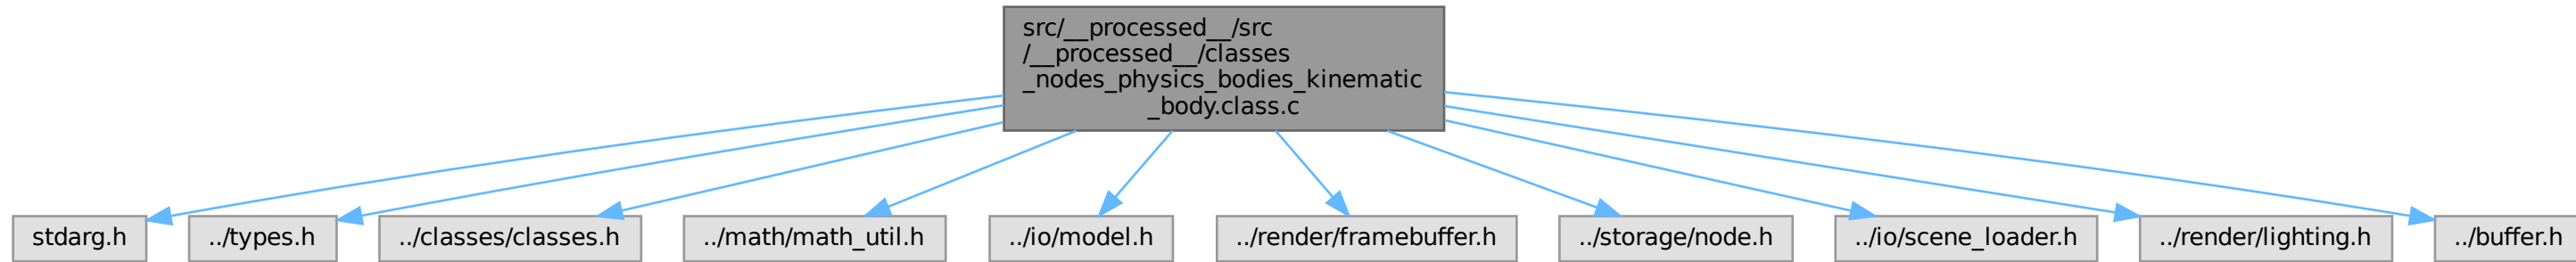 src/__processed__/src
/__processed__/classes
_nodes_physics_bodies_kinematic
_body.class.c
stdarg.h
../types.h
../classes/classes.h
../math/math_util.h
../io/model.h
../render/framebuffer.h
../storage/node.h
../io/scene_loader.h
../render/lighting.h
../buffer.h